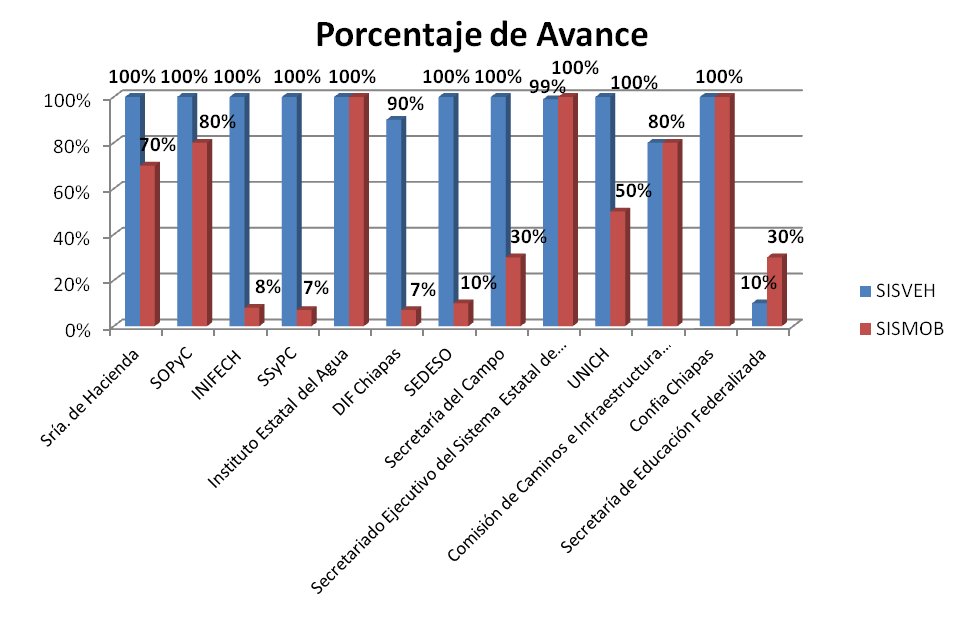 Porcentaje de Avance
100% 100% 100% 100% 100% 90% 100% 100% 99% 100% 100% 80% 100% 10%
70% 80% 8% 7% 7% 10% 30% 50% 30%
100%
80%
60%
40%
20%
0%
SISVEH
SISMOB
Sría. de Hacienda
SOPyC
INIFECH
SSyPC
Instituto Estatal del Agua
DIF Chiapas
SEDESO
Secretaría del Campo
Secretariado Ejecutivo del Sistema Estatal de...
UNICH
Comisión de Caminos e Infraestructura...
Confia Chiapas
Secretaría de Educación Federalizada